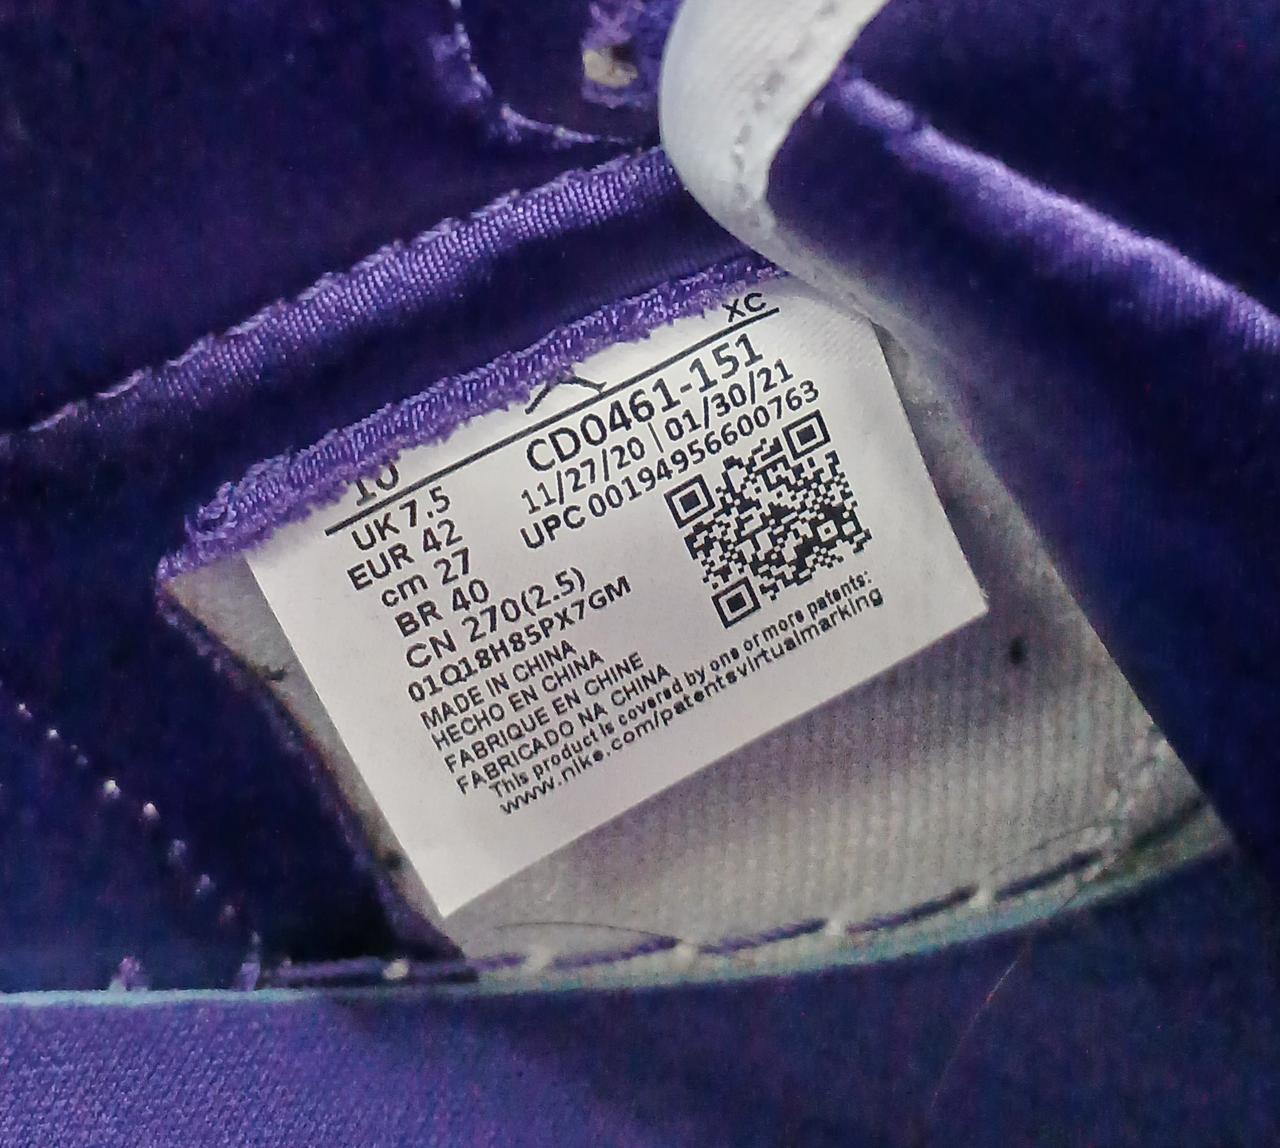 XC
10
CD0461-151
11/27/20 | 01/30/21
UPC 00194956600763
UK 7.5
EUR 42
cm 27
BR 40
CN 270(2.5)
01Q18H85PX7GM
MADE IN CHINA
HECHO EN CHINA
FABRIQUE EN CHINE
FABRICADO NA CHINA
This product is covered by one or more patents:
www.nike.com/patentsvirtualmarking